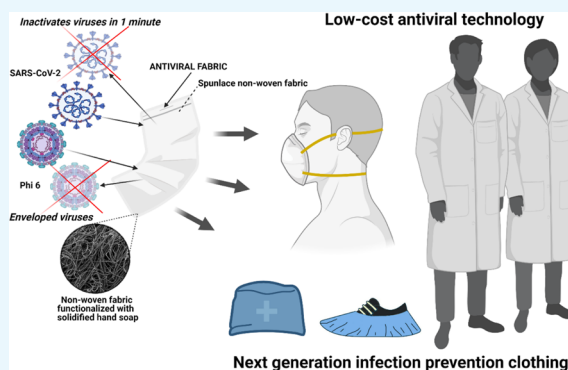 Inactivates viruses in 1 minute
Low-cost antiviral technology
SARS-CoV-2
ANTIVIRAL FABRIC
Spunlace non-woven fabric
Phi 6
Enveloped viruses
Non-woven fabric
functionalized with
solidified hand soap
Next generation infection prevention clothing